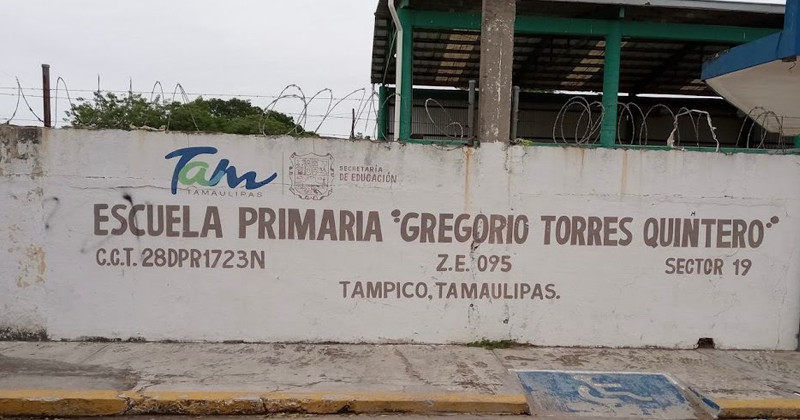 Tam
TAMAULIPAS
SECRETARÍA
DE EDUCACIÓN
ESCUELA PRIMARIA "GREGORIO TORRES QUINTERO"
C.C.T. 28DPR1723N Z.E. 095 SECTOR 19
TAMPICO, TAMAULIPAS.